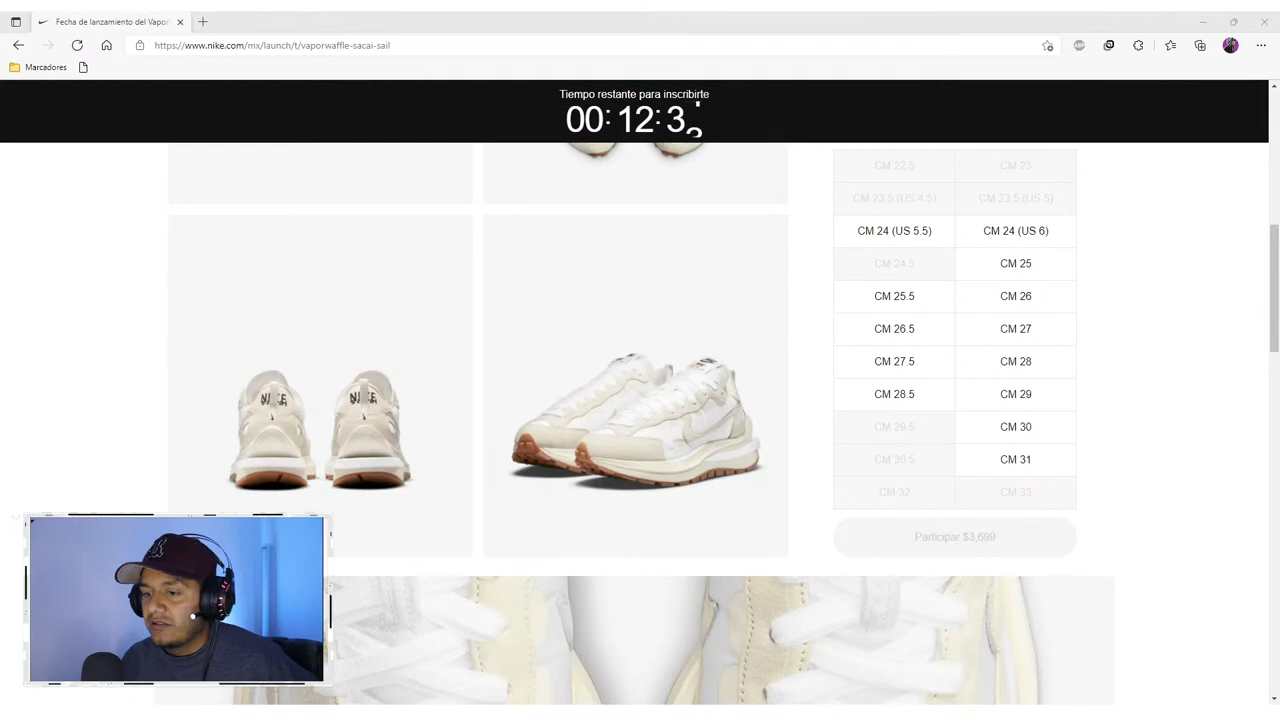 Fecha de lanzamiento del Vapor
https://www.nike.com/mx/launch/t/vaporwaffle-sacai-sail
Marcadores
Tiempo restante para inscribirte
00:12:3
CM 22.5 CM 23
CM 23.5 (US 4.5) CM 23.5 (US 5)
CM 24 (US 5.5) CM 24 (US 6)
CM 24.5 CM 25
CM 25.5 CM 26
CM 26.5 CM 27
CM 27.5 CM 28
CM 28.5 CM 29
CM 29.5 CM 30
CM 30.5 CM 31
CM 32 CM 33
Participar $3,699
NIKE NIKE